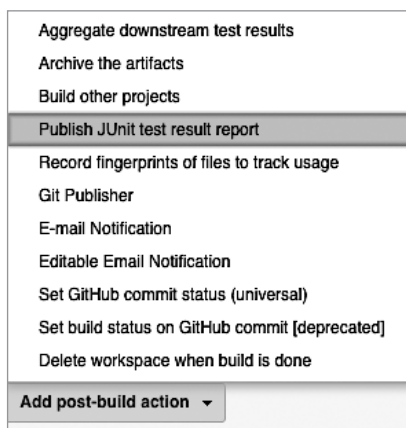 Aggregate downstream test results
Archive the artifacts
Build other projects
Publish JUnit test result report
Record fingerprints of files to track usage
Git Publisher
E-mail Notification
Editable Email Notification
Set GitHub commit status (universal)
Set build status on GitHub commit [deprecated]
Delete workspace when build is done
Add post-build action